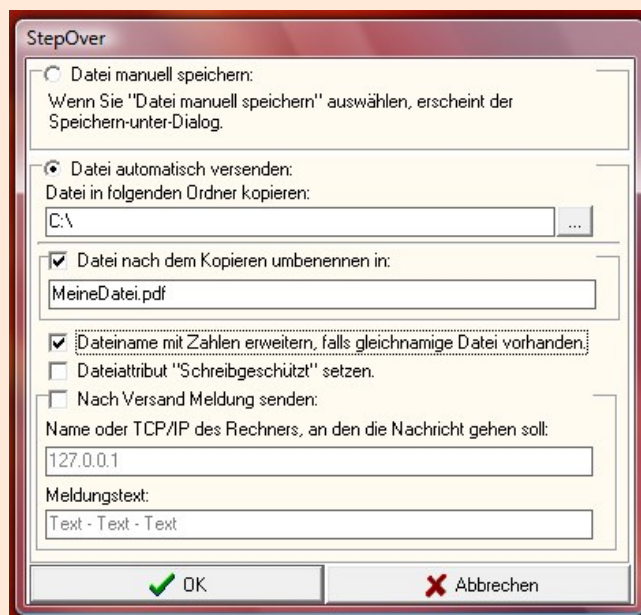 StepOver
Datei manuell speichern:
Wenn Sie "Datei manuell speichern" auswählen, erscheint der
Speichern-unter-Dialog.
Datei automatisch versenden:
Datei in folgenden Ordner kopieren:
C:\
...
Datei nach dem Kopieren umbenennen in:
MeineDatei.pdf
Dateiname mit Zahlen erweitern, falls gleichnamige Datei vorhanden.
Dateiattribut "Schreibgeschützt" setzen.
Nach Versand Meldung senden:
Name oder TCP/IP des Rechners, an den die Nachricht gehen soll:
127.0.0.1
Meldungstext:
Text - Text - Text
OK
Abbrechen